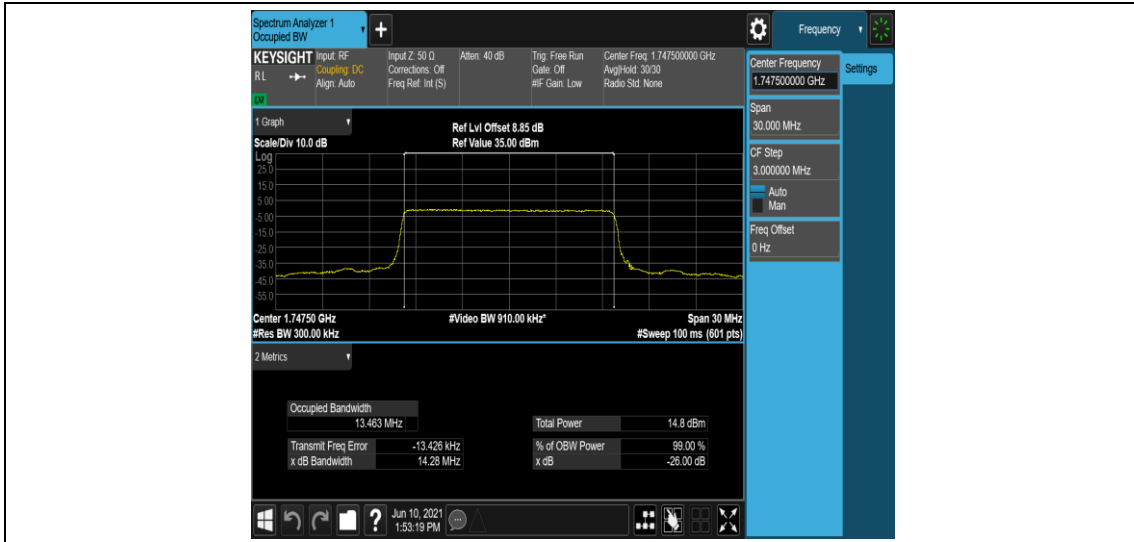 Spectrum Analyzer 1
Occupied BW
+
Frequency
KEYSIGHT
RL
Input: RF
Coupling: DC
Align: Auto
Input Z: 50 Ω
Corrections: Off
Freq Ref: Int (S)
Atten: 40 dB
Trig: Free Run
Gate: Off
#IF Gain: Low
Center Freq: 1.747500000 GHz
Avg|Hold: 30/30
Radio Std: None
Center Frequency
1.747500000 GHz
Settings
Span
30.000 MHz
CF Step
3.000000 MHz
Auto
Man
Freq Offset
0 Hz
1 Graph
Scale/Div 10.0 dB
Ref Lvl Offset 8.85 dB
Ref Value 35.00 dBm
Log
25.0
15.0
5.00
-5.00
-15.0
-25.0
-35.0
-45.0
-55.0
Center 1.74750 GHz
#Video BW 910.00 kHz*
Span 30 MHz
#Res BW 300.00 kHz
#Sweep 100 ms (601 pts)
2 Metrics
Occupied Bandwidth
13.463 MHz
Total Power 14.8 dBm
Transmit Freq Error -13.426 kHz
% of OBW Power 99.00 %
x dB Bandwidth 14.28 MHz
x dB -26.00 dB
?
Jun 10, 2021
1:53:19 PM